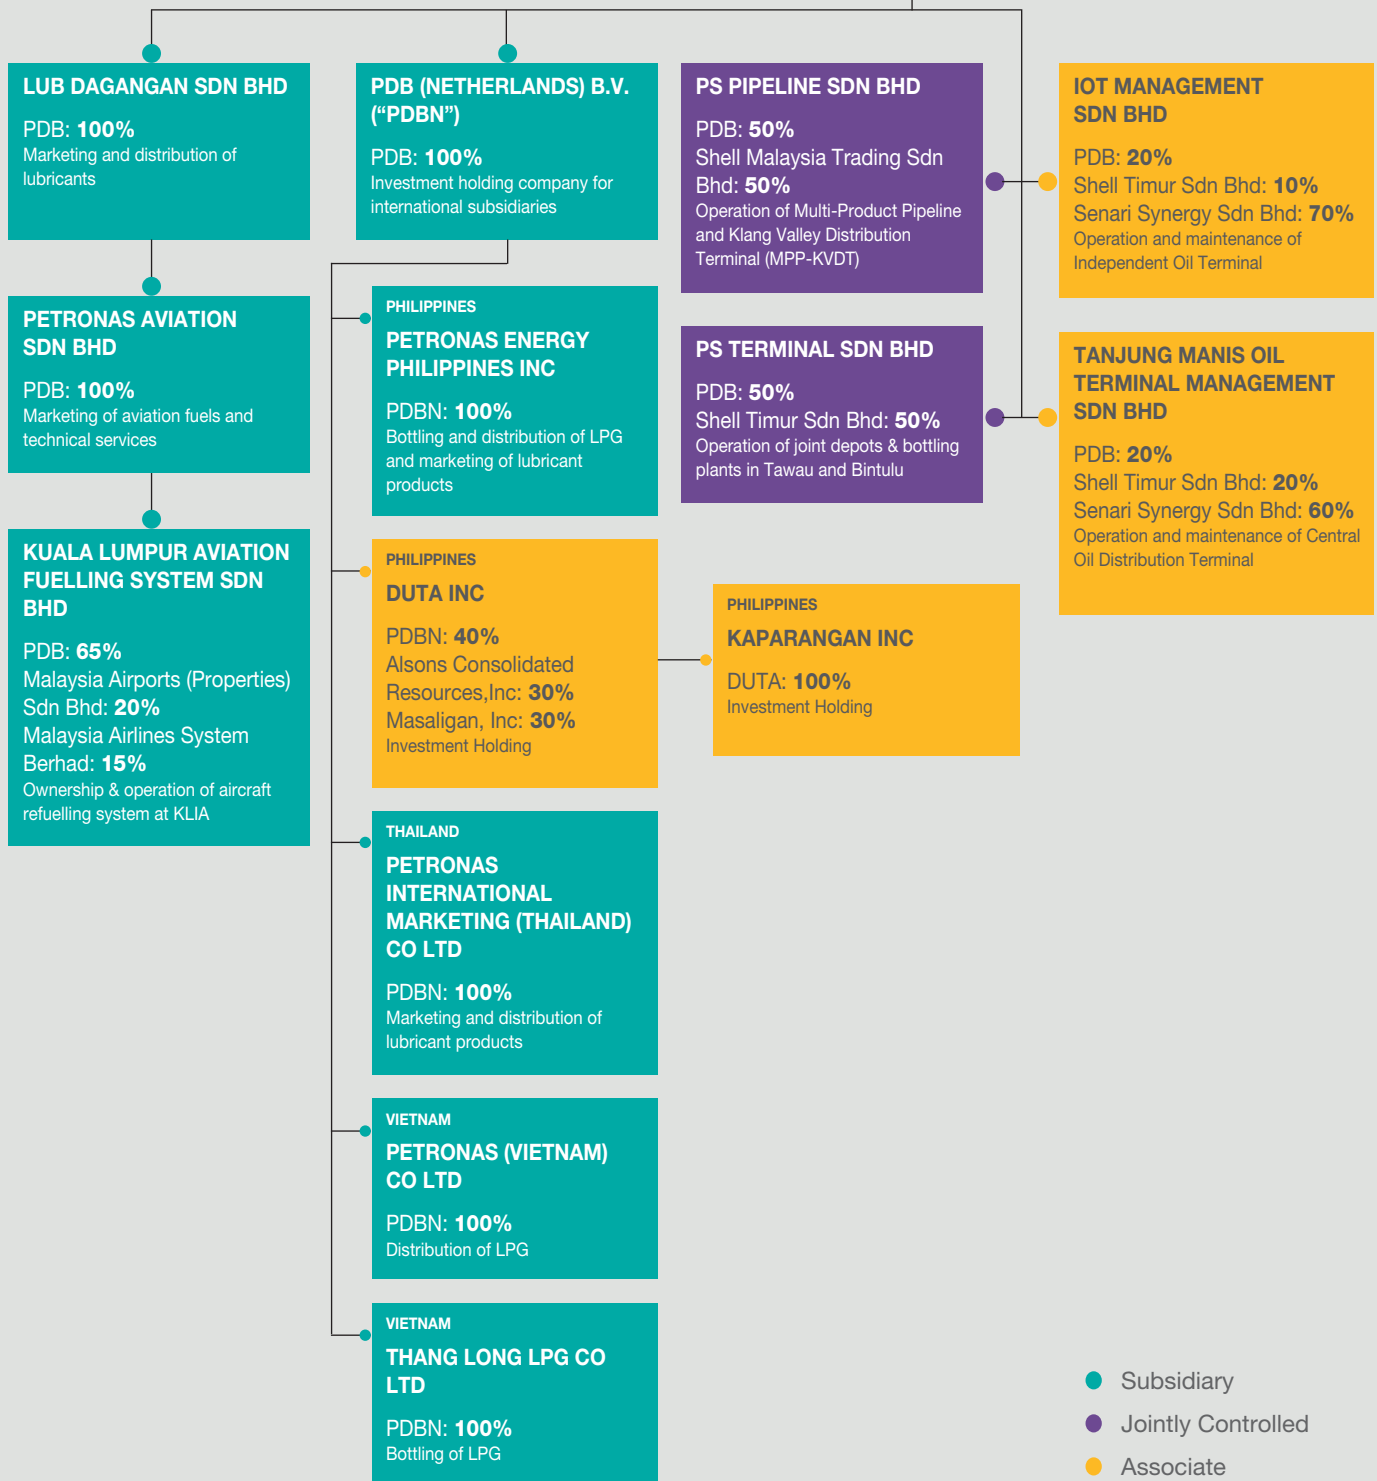 LUB DAGANGAN SDN BHD
PDB: 100%
Marketing and distribution of
lubricants
PETRONAS AVIATION
SDN BHD
PDB: 100%
Marketing of aviation fuels and
technical services
KUALA LUMPUR AVIATION
FUELLING SYSTEM SDN
BHD
PDB: 65%
Malaysia Airports (Properties)
Sdn Bhd: 20%
Malaysia Airlines System
Berhad: 15%
Ownership & operation of aircraft
refuelling system at KLIA
PDB (NETHERLANDS) B.V.
(“PDBN”)
PDB: 100%
Investment holding company for
international subsidiaries
PHILIPPINES
PETRONAS ENERGY
PHILIPPINES INC
PDBN: 100%
Bottling and distribution of LPG
and marketing of lubricant
products
PHILIPPINES
DUTA INC
PDBN: 40%
Alsons Consolidated
Resources,Inc: 30%
Masaligan, Inc: 30%
Investment Holding
PHILIPPINES
KAPARANGAN INC
DUTA: 100%
Investment Holding
THAILAND
PETRONAS
INTERNATIONAL
MARKETING (THAILAND)
CO LTD
PDBN: 100%
Marketing and distribution of
lubricant products
VIETNAM
PETRONAS (VIETNAM)
CO LTD
PDBN: 100%
Distribution of LPG
VIETNAM
THANG LONG LPG CO
LTD
PDBN: 100%
Bottling of LPG
PS PIPELINE SDN BHD
PDB: 50%
Shell Malaysia Trading Sdn
Bhd: 50%
Operation of Multi-Product Pipeline
and Klang Valley Distribution
Terminal (MPP-KVDT)
PS TERMINAL SDN BHD
PDB: 50%
Shell Timur Sdn Bhd: 50%
Operation of joint depots & bottling
plants in Tawau and Bintulu
IOT MANAGEMENT
SDN BHD
PDB: 20%
Shell Timur Sdn Bhd: 10%
Senari Synergy Sdn Bhd: 70%
Operation and maintenance of
Independent Oil Terminal
TANJUNG MANIS OIL
TERMINAL MANAGEMENT
SDN BHD
PDB: 20%
Shell Timur Sdn Bhd: 20%
Senari Synergy Sdn Bhd: 60%
Operation and maintenance of Central
Oil Distribution Terminal
Subsidiary
Jointly Controlled
Associate